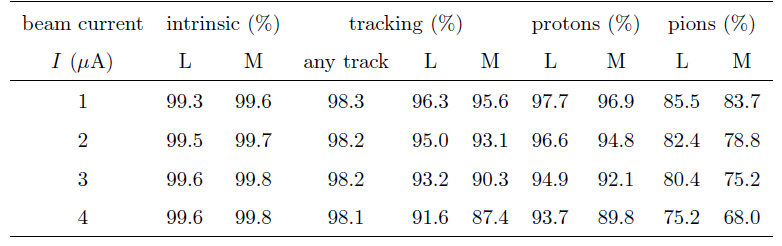 beam current intrinsic (%) tracking (%) protons (%) pions (%)
I (μA) L M any track L M L M L M
1 99.3 99.6 98.3 96.3 95.6 97.7 96.9 85.5 83.7
2 99.5 99.7 98.2 95.0 93.1 96.6 94.8 82.4 78.8
3 99.6 99.8 98.2 93.2 90.3 94.9 92.1 80.4 75.2
4 99.6 99.8 98.1 91.6 87.4 93.7 89.8 75.2 68.0